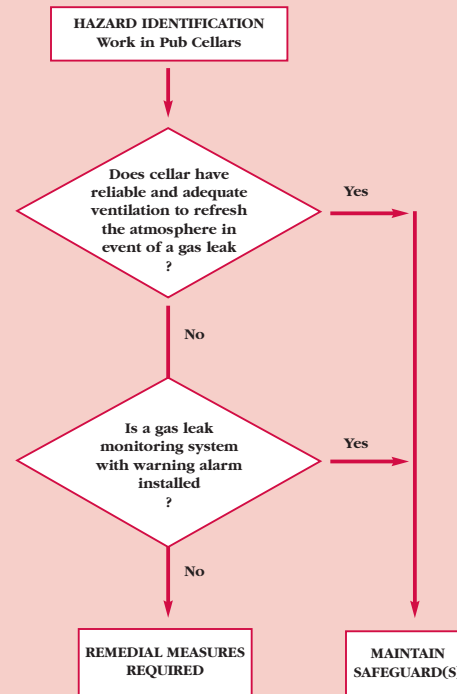 HAZARD IDENTIFICATION
Work in Pub Cellars
Does cellar have
reliable and adequate
ventilation to refresh
the atmosphere in
event of a gas leak
?
Yes
No
Is a gas leak
monitoring system
with warning alarm
installed
?
Yes
No
REMEDIAL MEASURES
REQUIRED
MAINTAIN
SAFEGUARD(S)